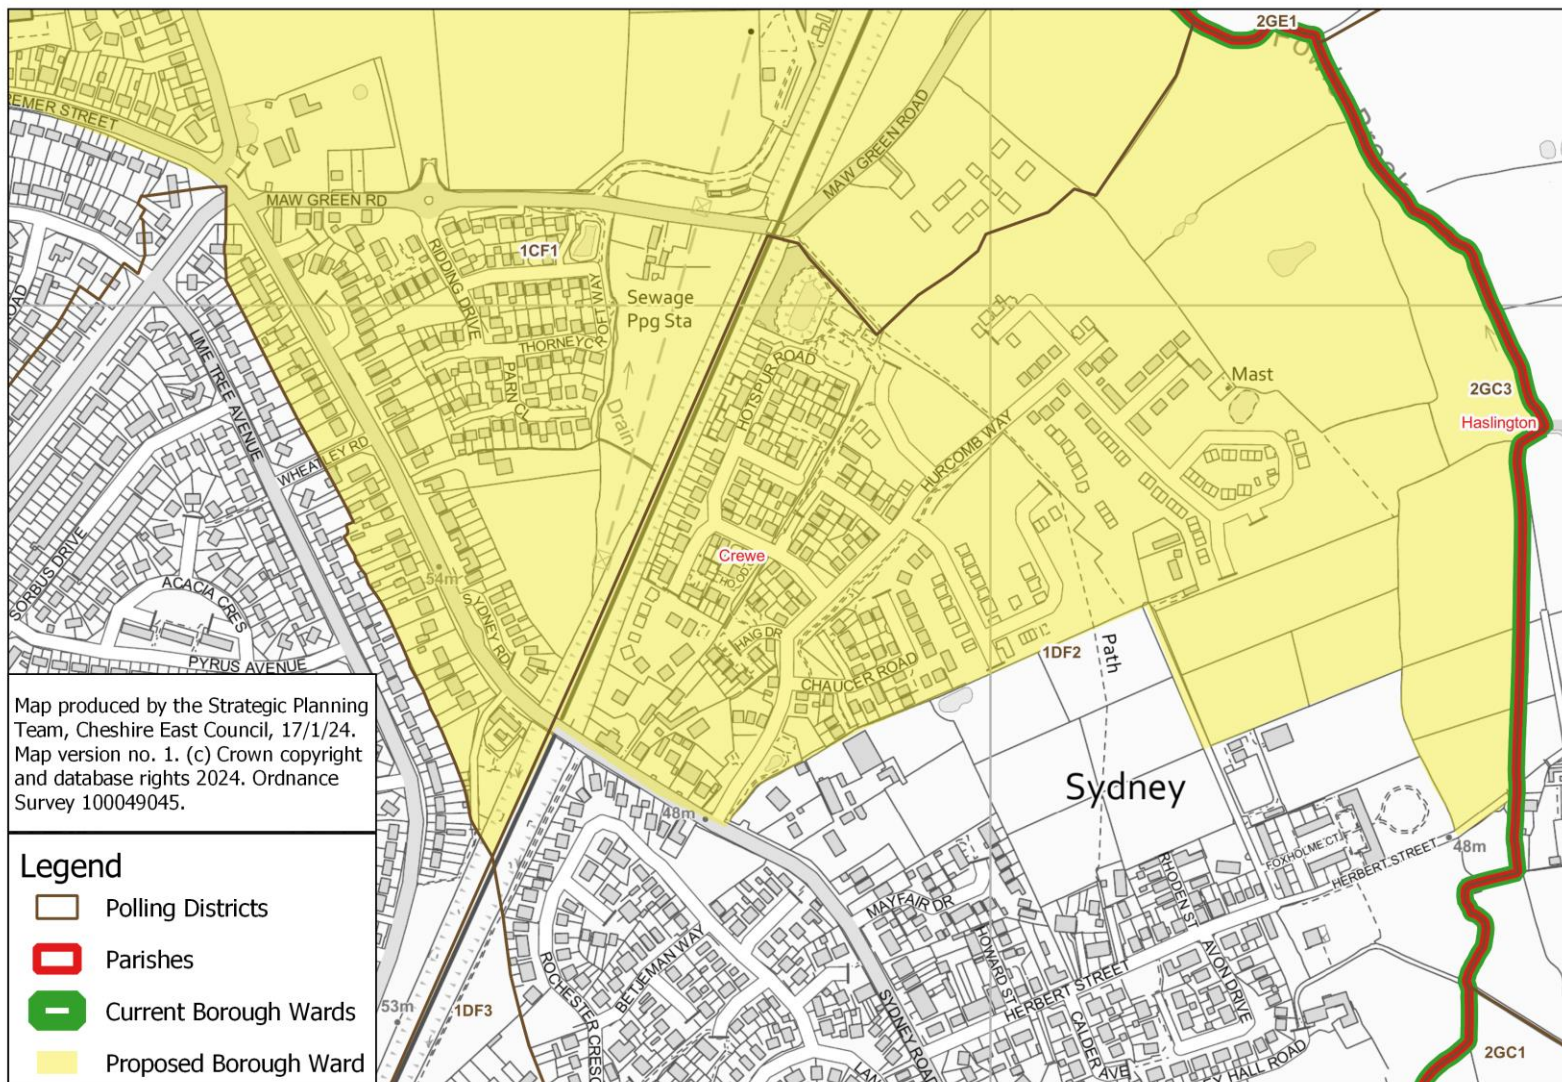 2GE1
REMER STREET
MAW GREEN ROAD
MAW GREEN RD
1CF1
RIDDING DRIVE
Sewage
Ppg Sta
THORNEYCROFT WAY
PARN CL
Drain
HOTSPUR ROAD
Mast
2GC3
Haslington
LIME TREE AVENUE
WHEATLEY RD
HURCOMB WAY
SORBUS DRIVE
ACACIA CRES
54m
SYDNEY RD
Crewe
HAIG DR
CHAUCER ROAD
1DF2
Path
PYRUS AVENUE
Map produced by the Strategic Planning
Team, Cheshire East Council, 17/1/24.
Map version no. 1. (c) Crown copyright
and database rights 2024. Ordnance
Survey 100049045.
Sydney
48m
48m
FOXHOLME CT
HERBERT STREET
RHODEN ST
MAYFAIR DR
HOWARD ST
AVON DRIVE
HERBERT STREET
BETJEMAN WAY
ROCHESTER CRESC
SYDNEY ROAD
CALDER AVE
HALL ROAD
53m
1DF3
2GC1
Legend
Polling Districts
Parishes
Current Borough Wards
Proposed Borough Ward